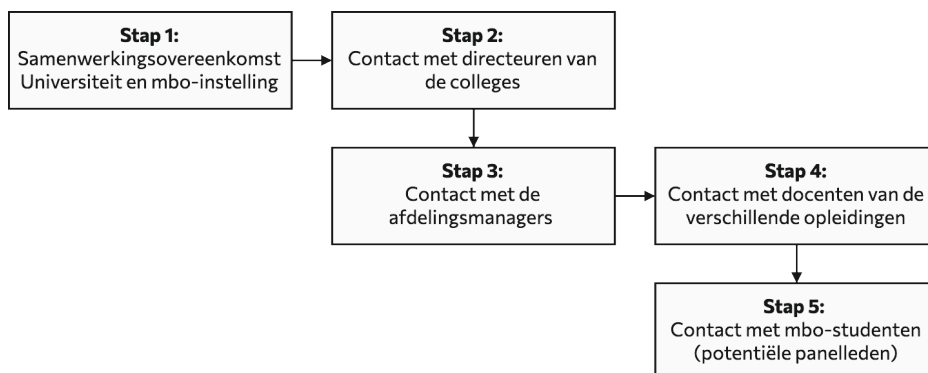 Stap 1:
Samenwerkingsovereenkomst
Universiteit en mbo-instelling
Stap 2:
Contact met directeuren van
de colleges
Stap 3:
Contact met de
afdelingsmanagers
Stap 4:
Contact met docenten van de
verschillende opleidingen
Stap 5:
Contact met mbo-studenten
(potentiële panelleden)